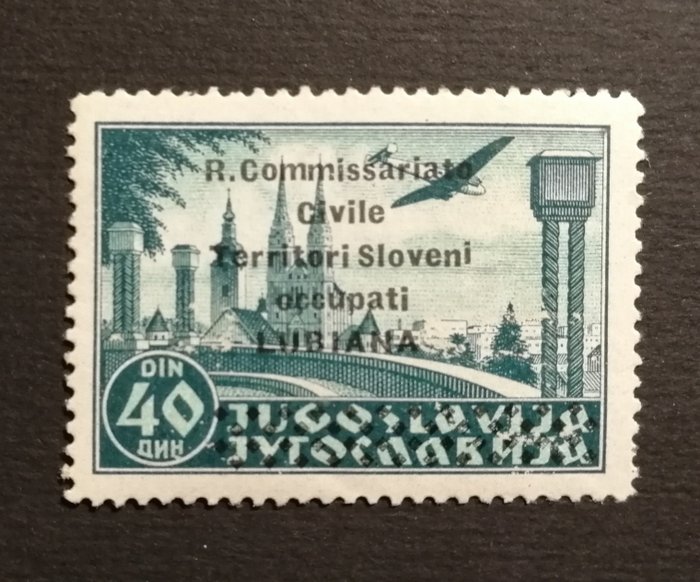 R. Commissariato
Civile
Territori Sloveni
occupati
LUBIANA
DIN
40
ДИН
JUGOSLAVIJA
ЈУГОСЛАВИЈА